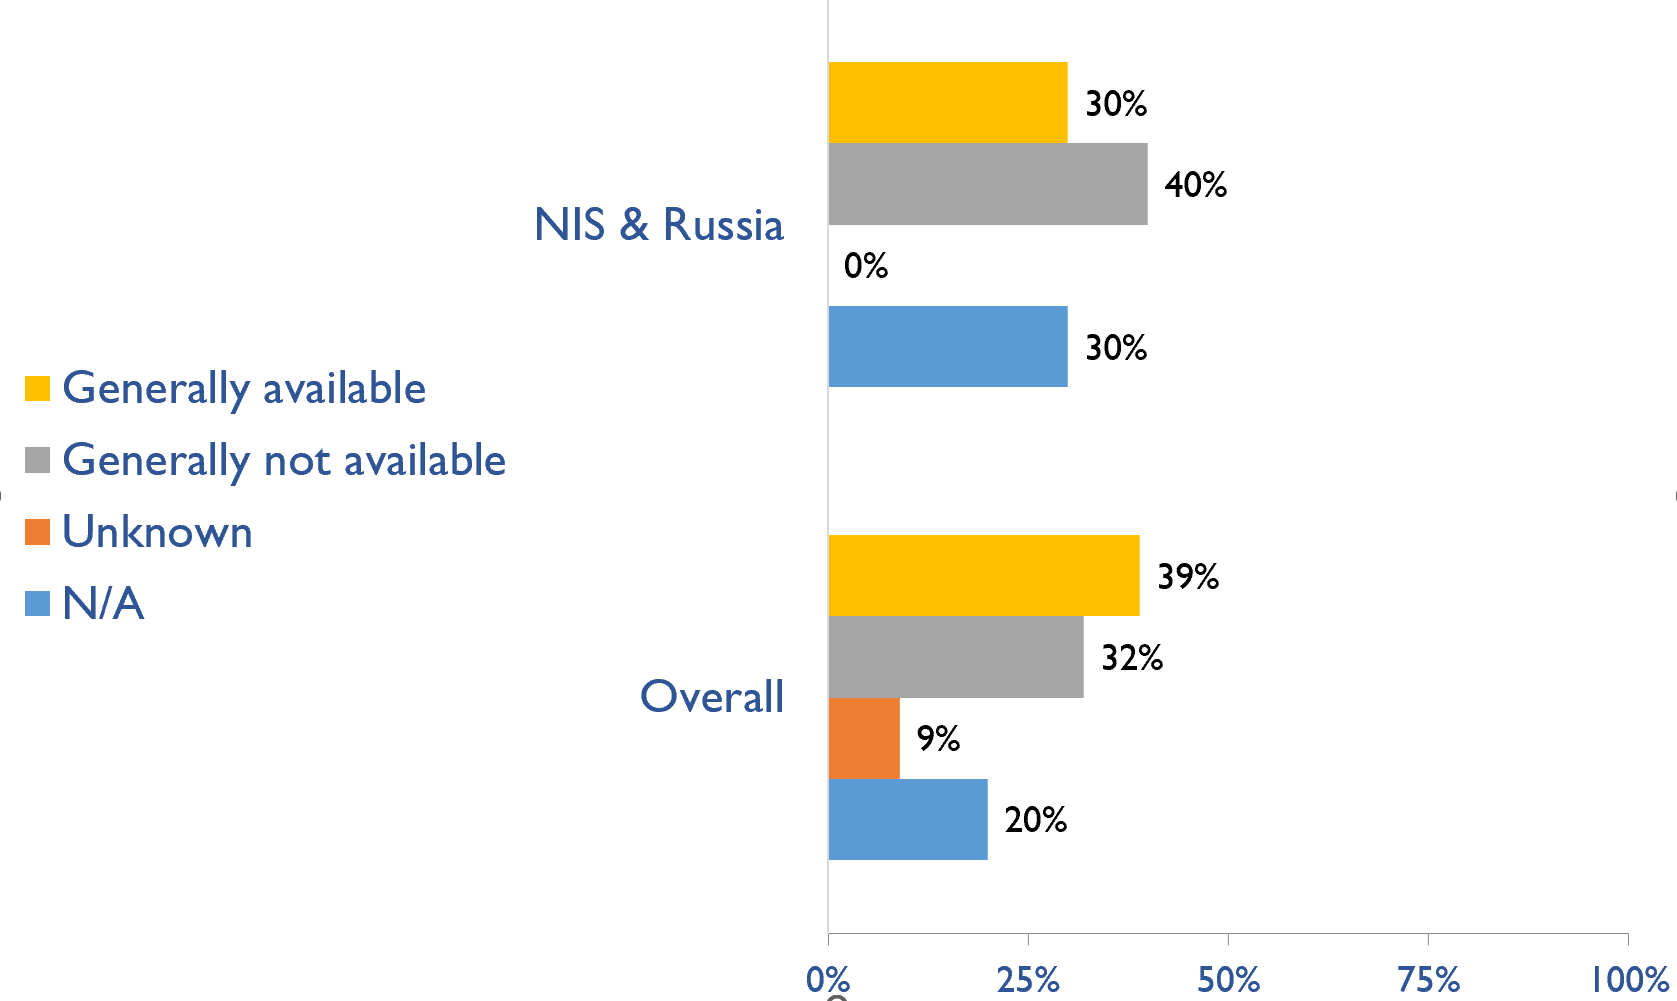 30%
40%
NIS & Russia
0%
30%
Generally available
Generally not available
Unknown
N/A
39%
32%
Overall
9%
20%
0% 25% 50% 75% 100%